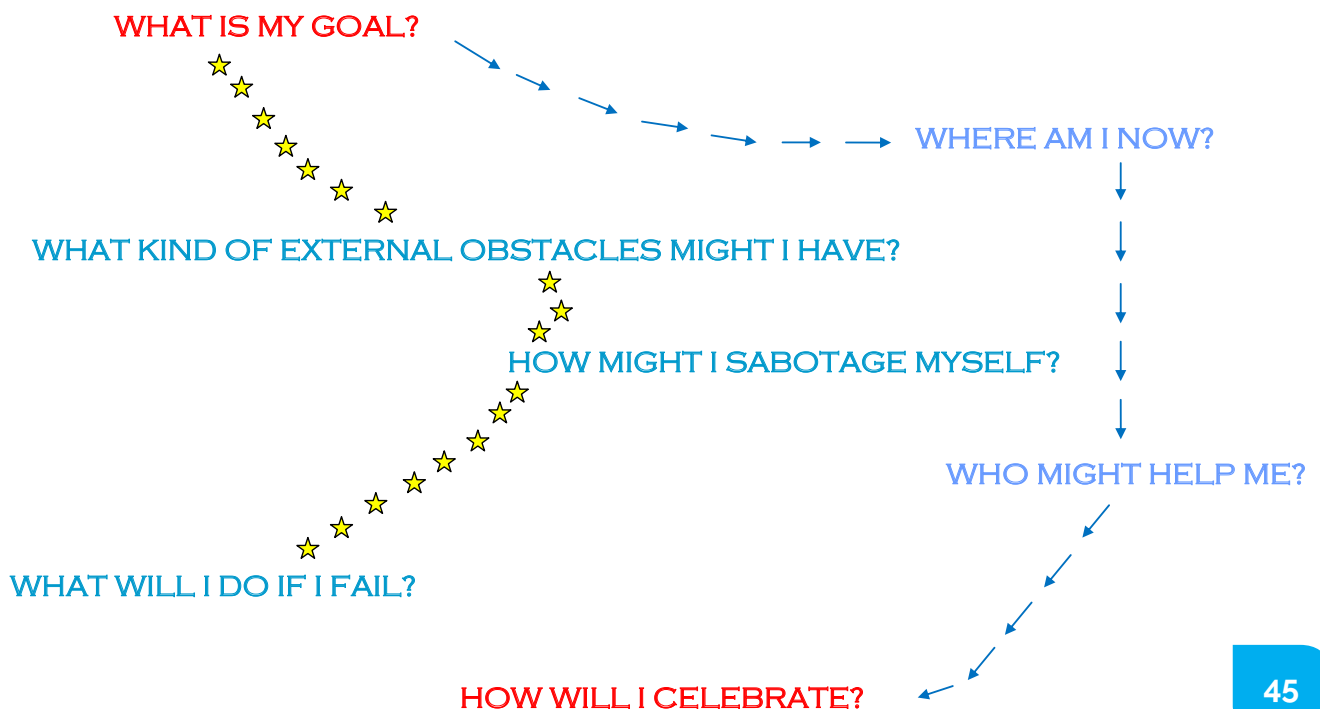 WHAT IS MY GOAL?
WHERE AM I NOW?
WHAT KIND OF EXTERNAL OBSTACLES MIGHT I HAVE?
HOW MIGHT I SABOTAGE MYSELF?
WHO MIGHT HELP ME?
WHAT WILL I DO IF I FAIL?
HOW WILL I CELEBRATE?
45